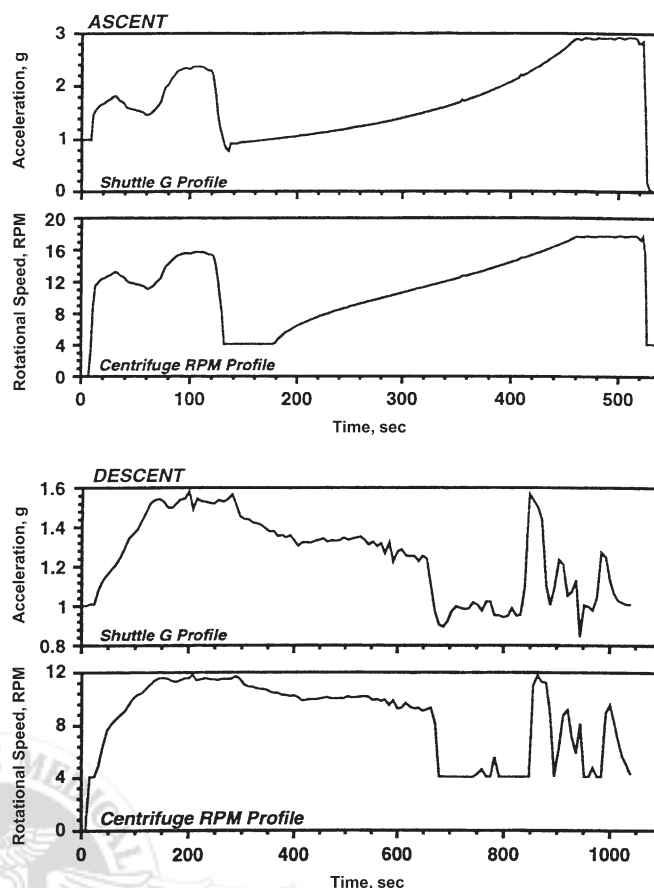 ASCENT
Acceleration, g
3
2
1
0
Shuttle G Profile
Rotational Speed, RPM
20
16
12
8
4
0
Centrifuge RPM Profile
0 100 200 300 400 500
Time, sec
DESCENT
Acceleration, g
1.6
1.4
1.2
1
0.8
Shuttle G Profile
Rotational Speed, RPM
12
8
4
0
Centrifuge RPM Profile
0 200 400 600 800 1000
Time, sec
MEDICAL